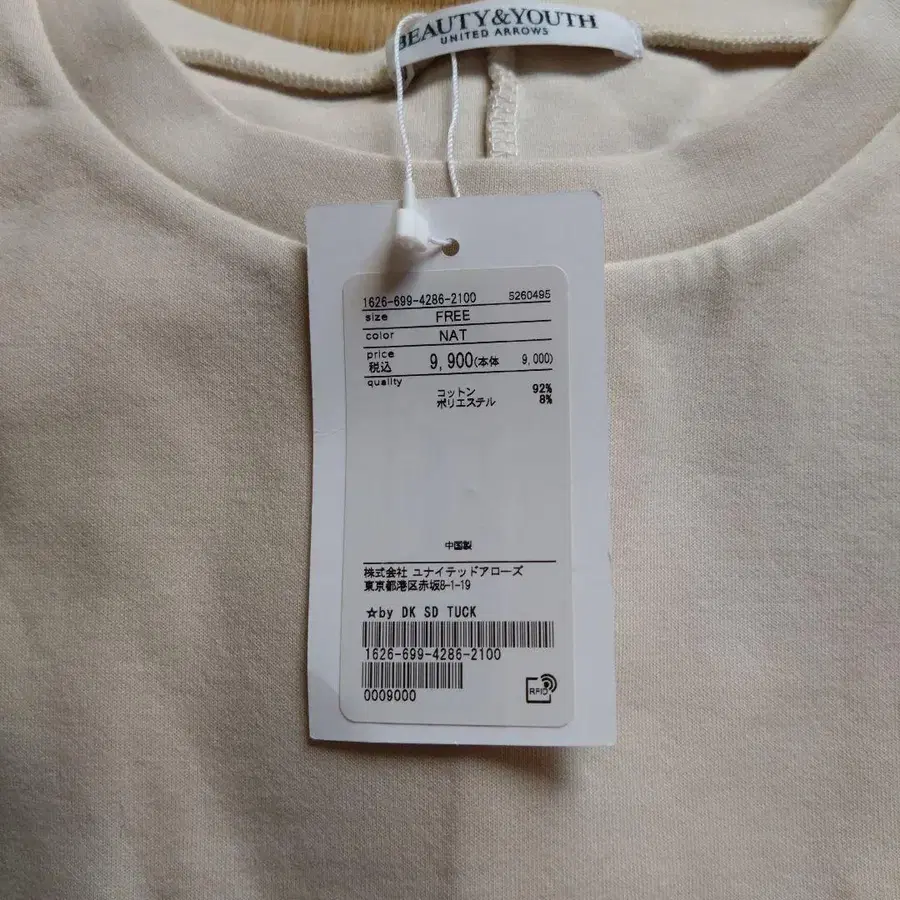 BEAUTY&YOUTH
UNITED ARROWS
1626-699-4286-2100 5260495
size FREE
color NAT
price
税込 9,900(本体 9,000)
quality
コットン 92%
ポリエステル 8%
中国製
株式会社 ユナイテッドアローズ
東京都港区赤坂8-1-19
☆by DK SD TUCK
1626-699-4286-2100
0009000
RFID